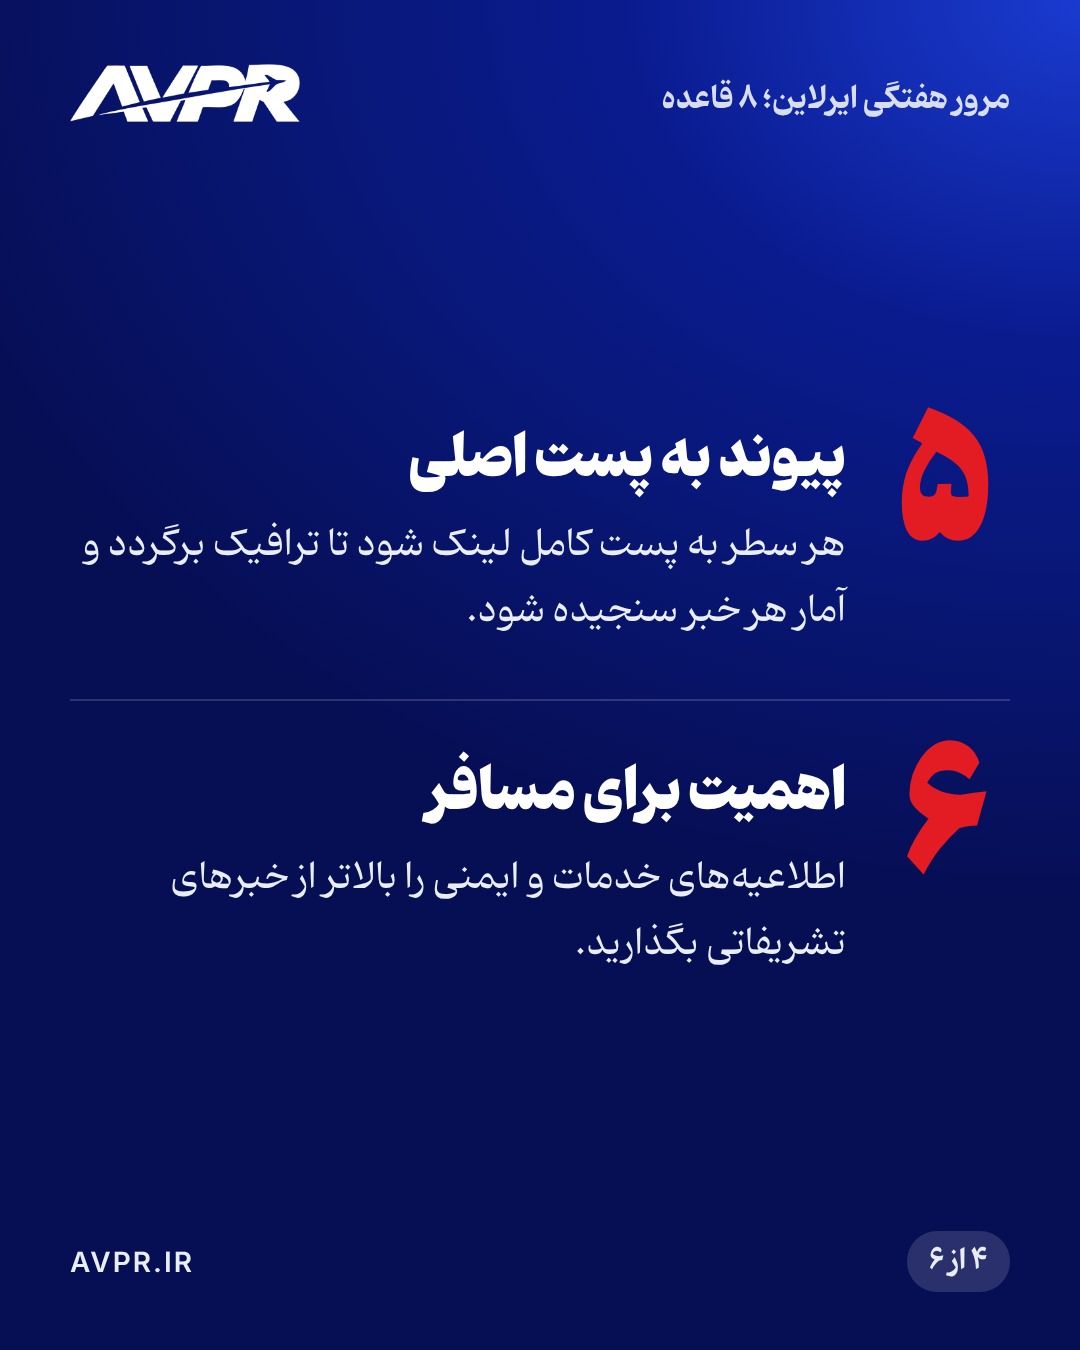 AVPR
مرور هفتگی ایرلاین؛ ۸ قاعده
۵
پیوند به پست اصلی
هر سطر به پست کامل لینک شود تا ترافیک برگردد و
آمار هر خبر سنجیده شود.
۶
اهمیت برای مسافر
اطلاعیه‌های خدمات و ایمنی را بالاتر از خبرهای
تشریفاتی بگذارید.
AVPR.IR
۴ از ۶